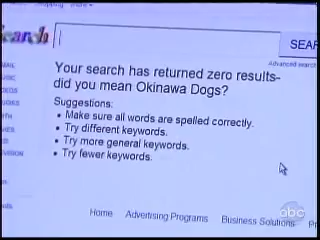 Search
SEAR
Advanced search
Your search has returned zero results-
did you mean Okinawa Dogs?
Suggestions:
• Make sure all words are spelled correctly.
• Try different keywords.
• Try more general keywords.
• Try fewer keywords.
Home Advertising Programs Business Solutions
abc